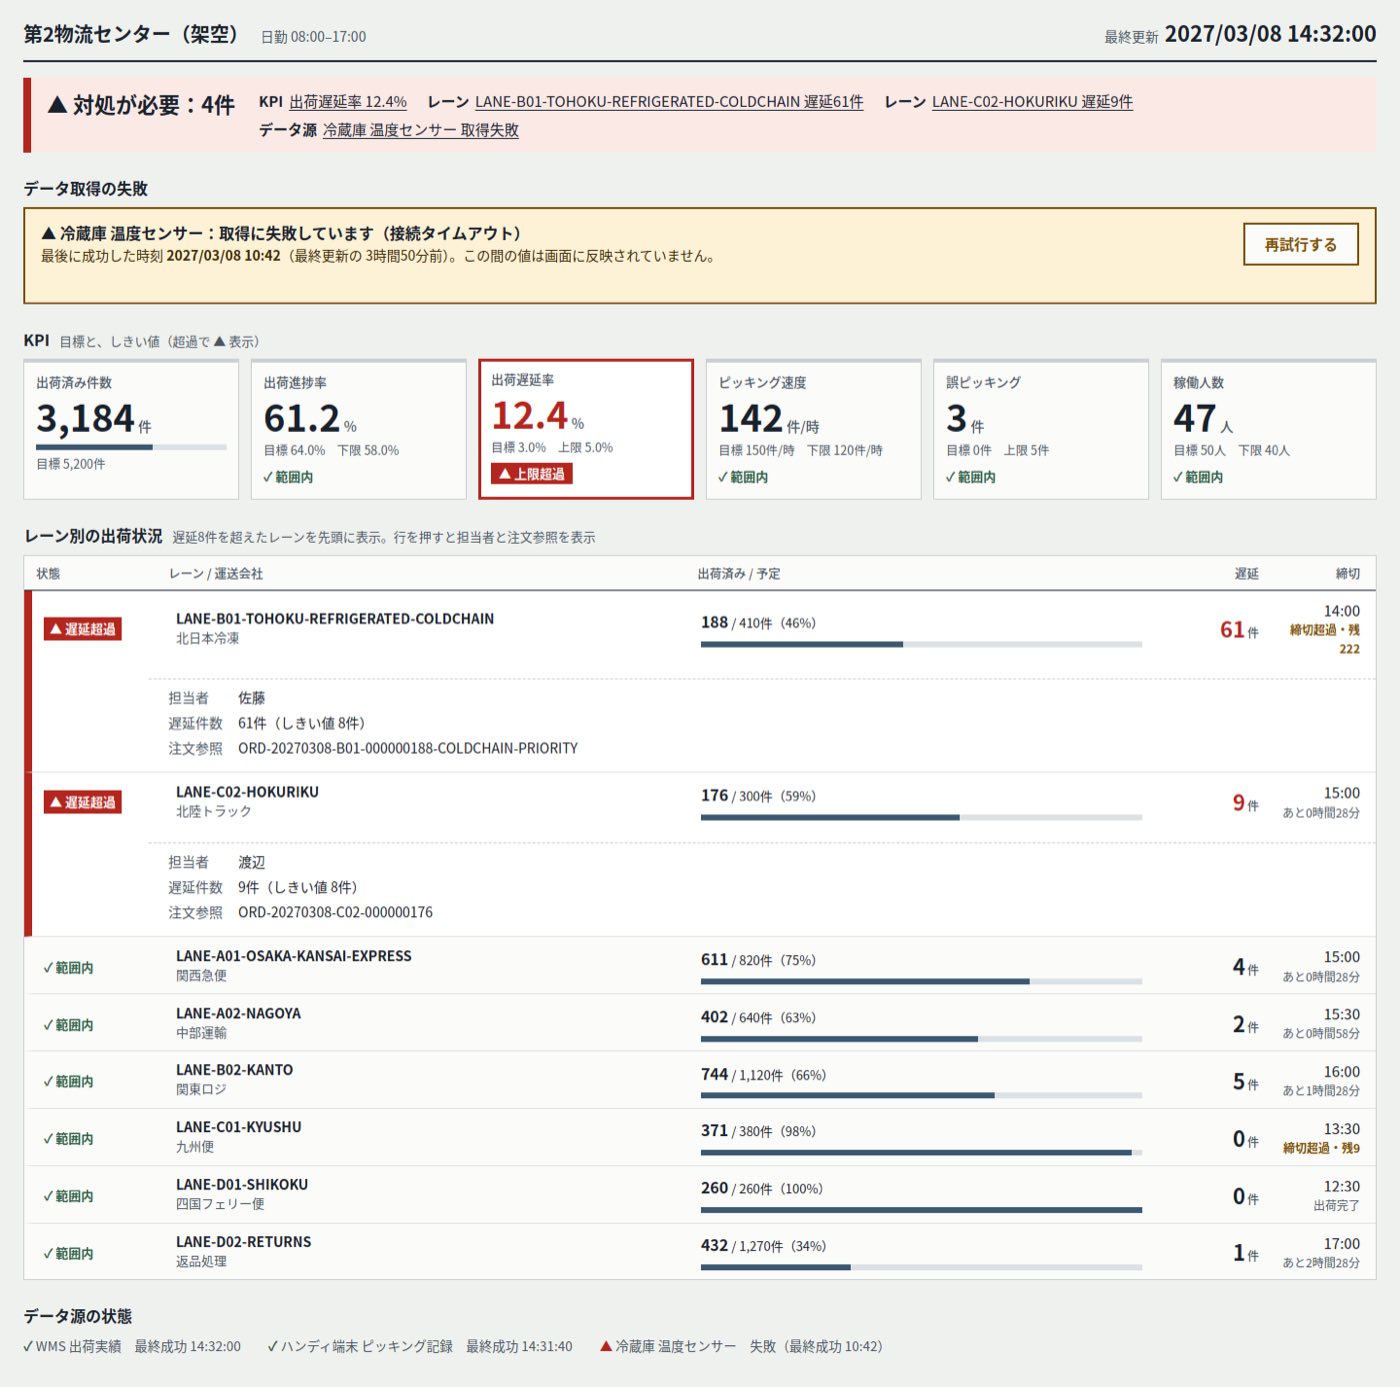 第2物流センター（架空） 日勤 08:00–17:00 最終更新 2027/03/08 14:32:00
▲ 対処が必要：4件 KPI 出荷遅延率 12.4% レーン LANE-B01-TOHOKU-REFRIGERATED-COLDCHAIN 遅延61件 レーン LANE-C02-HOKURIKU 遅延9件
データ源 冷蔵庫 温度センサー 取得失敗
データ取得の失敗
▲ 冷蔵庫 温度センサー：取得に失敗しています（接続タイムアウト）
最後に成功した時刻 2027/03/08 10:42（最終更新の 3時間50分前）。この間の値は画面に反映されていません。
再試行する
KPI 目標と、しきい値（超過で ▲ 表示）
出荷済み件数
3,184 件
目標 5,200件
出荷進捗率
61.2 %
目標 64.0% 下限 58.0%
✓ 範囲内
出荷遅延率
12.4 %
目標 3.0% 上限 5.0%
▲ 上限超過
ピッキング速度
142 件/時
目標 150件/時 下限 120件/時
✓ 範囲内
誤ピッキング
3 件
目標 0件 上限 5件
✓ 範囲内
稼働人数
47 人
目標 50人 下限 40人
✓ 範囲内
レーン別の出荷状況 遅延8件を超えたレーンを先頭に表示。行を押すと担当者と注文参照を表示
状態 レーン / 運送会社 出荷済み / 予定 遅延 締切
▲ 遅延超過
LANE-B01-TOHOKU-REFRIGERATED-COLDCHAIN
北日本冷凍
188 / 410件（46%）
61 件
14:00
締切超過・残
222
担当者 佐藤
遅延件数 61件（しきい値 8件）
注文参照 ORD-20270308-B01-000000188-COLDCHAIN-PRIORITY
▲ 遅延超過
LANE-C02-HOKURIKU
北陸トラック
176 / 300件（59%）
9 件
15:00
あと0時間28分
担当者 渡辺
遅延件数 9件（しきい値 8件）
注文参照 ORD-20270308-C02-000000176
✓ 範囲内
LANE-A01-OSAKA-KANSAI-EXPRESS
関西急便
611 / 820件（75%）
4 件
15:00
あと0時間28分
✓ 範囲内
LANE-A02-NAGOYA
中部運輸
402 / 640件（63%）
2 件
15:30
あと0時間58分
✓ 範囲内
LANE-B02-KANTO
関東ロジ
744 / 1,120件（66%）
5 件
16:00
あと1時間28分
✓ 範囲内
LANE-C01-KYUSHU
九州便
371 / 380件（98%）
0 件
13:30
締切超過・残9
✓ 範囲内
LANE-D01-SHIKOKU
四国フェリー便
260 / 260件（100%）
0 件
12:30
出荷完了
✓ 範囲内
LANE-D02-RETURNS
返品処理
432 / 1,270件（34%）
1 件
17:00
あと2時間28分
データ源の状態
✓ WMS 出荷実績 最終成功 14:32:00 ✓ ハンディ端末 ピッキング記録 最終成功 14:31:40 ▲ 冷蔵庫 温度センサー 失敗（最終成功 10:42）